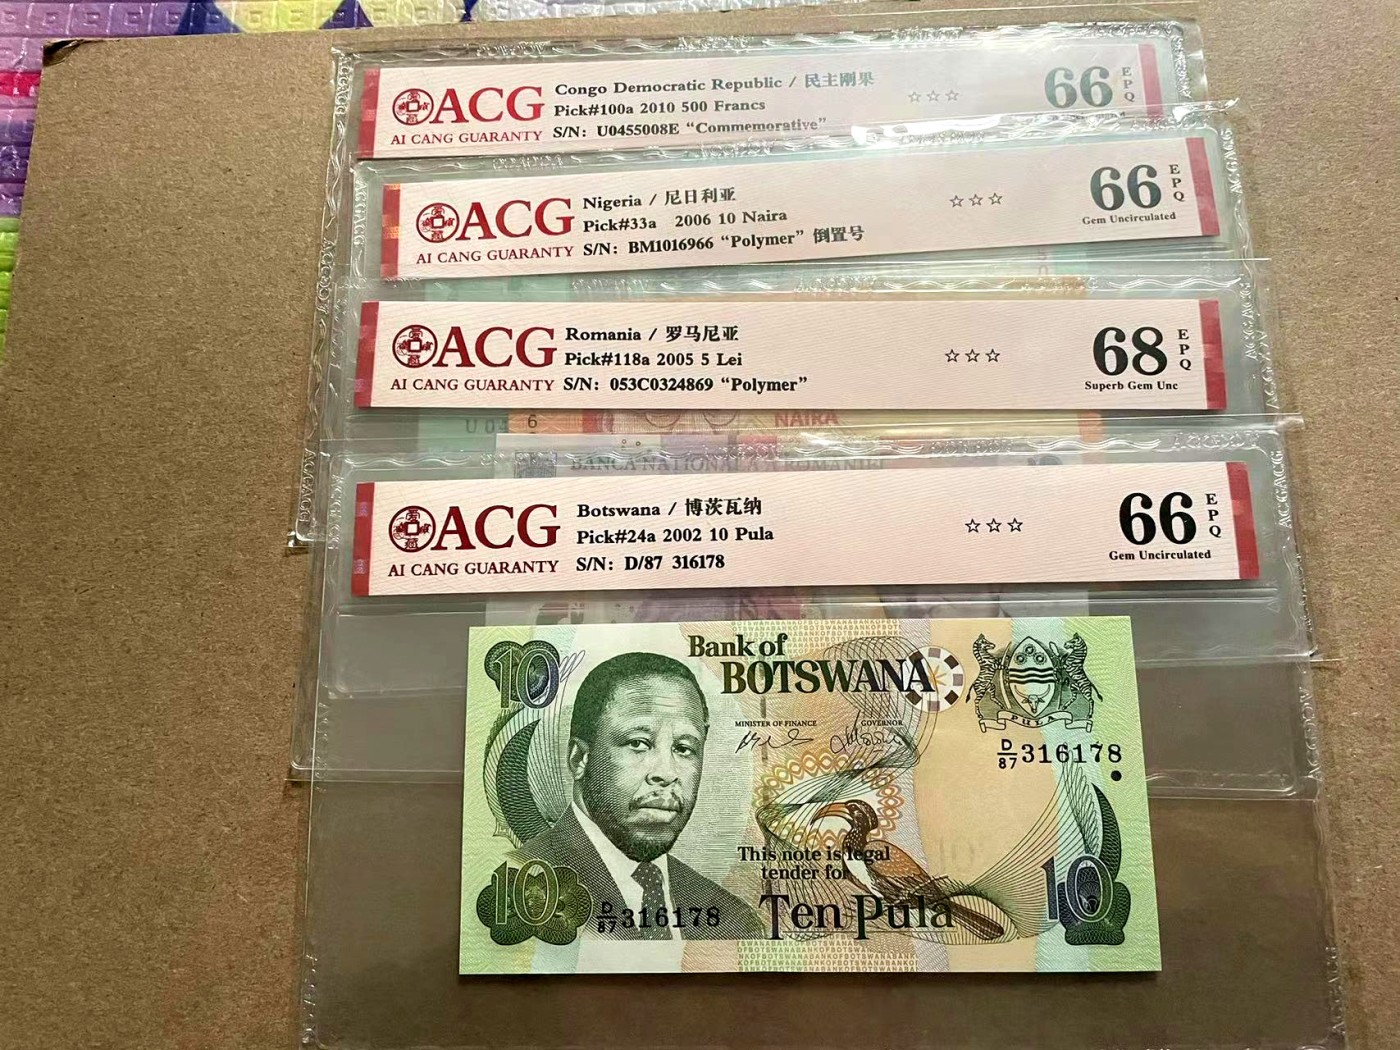 ACG
AI CANG GUARANTY
Congo Democratic Republic / 民主刚果
Pick#100a 2010 500 Francs
S/N: U0455008E "Commemorative"
☆☆☆
66
EPQ
ACG
AI CANG GUARANTY
Nigeria / 尼日利亚
Pick#33a 2006 10 Naira
S/N: BM1016966 "Polymer" 倒置号
☆☆☆
66
EPQ
Gem Uncirculated
ACG
AI CANG GUARANTY
Romania / 罗马尼亚
Pick#118a 2005 5 Lei
S/N: 053C0324869 "Polymer"
☆☆☆
68
EPQ
Superb Gem Unc
U 04
6
NAIRA
BANCA NATIONALA A ROMANIEI
ACG
AI CANG GUARANTY
Botswana / 博茨瓦纳
Pick#24a 2002 10 Pula
S/N: D/87 316178
☆☆☆
66
EPQ
Gem Uncirculated
10
Bank of
BOTSWANA
MINISTER OF FINANCE
GOVERNOR
PULA
D/87 316178
This note is legal
tender for
Ten Pula
10
D/87 316178
10